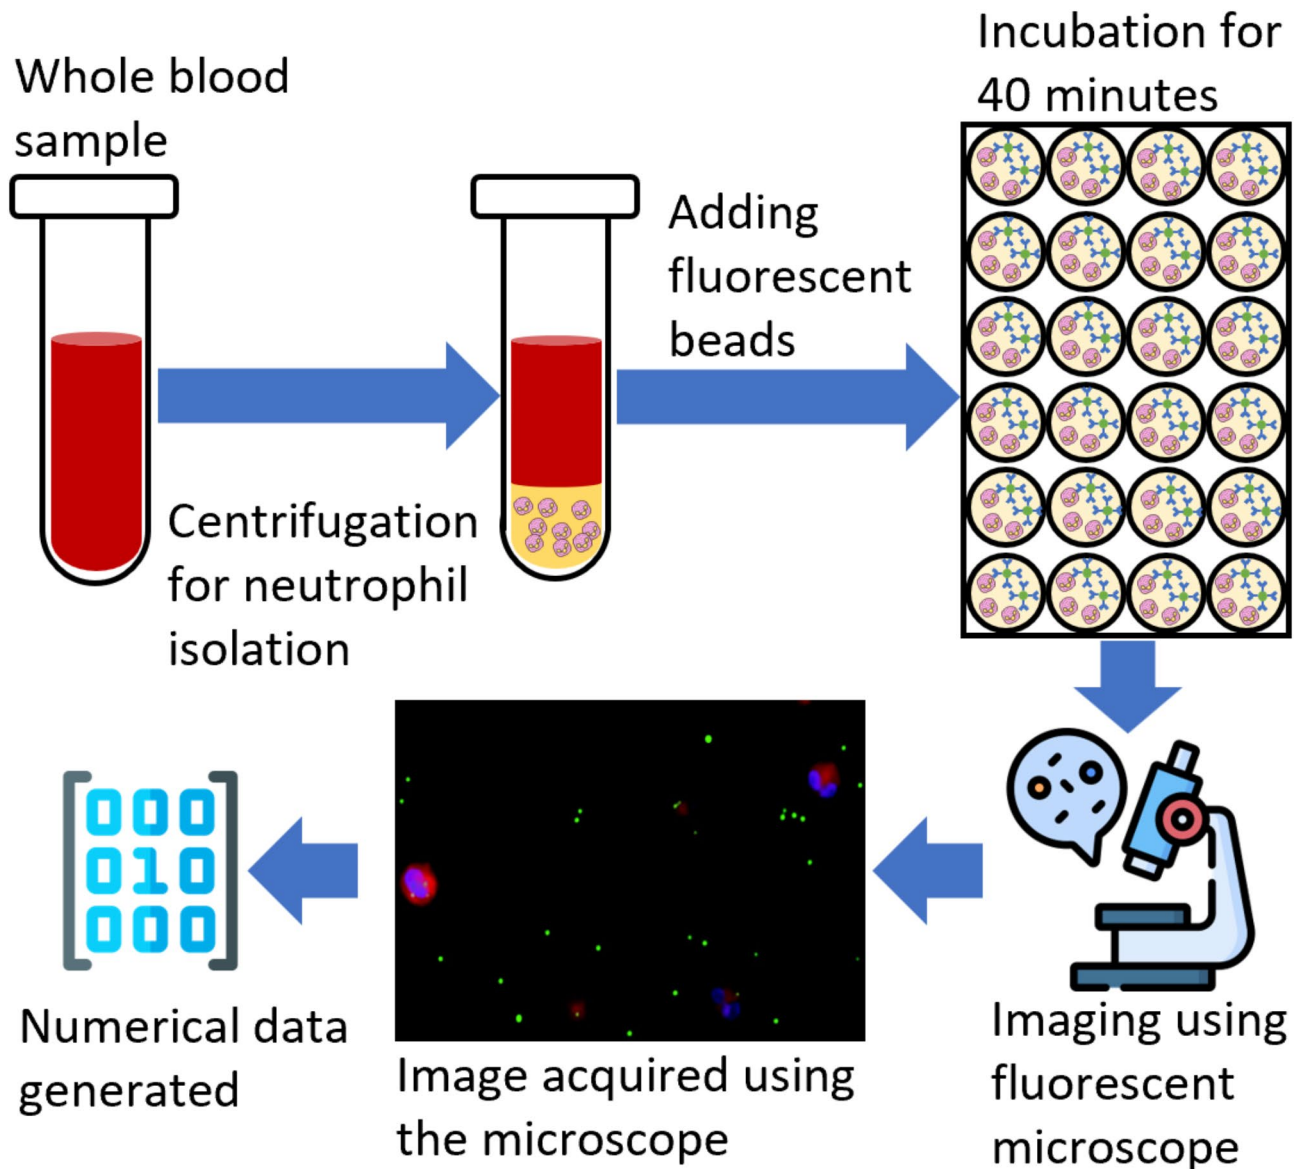 Whole blood
sample
Centrifugation
for neutrophil
isolation
Adding
fluorescent
beads
Incubation for
40 minutes
Imaging using
fluorescent
microscope
Image acquired using
the microscope
000
010
000
Numerical data
generated